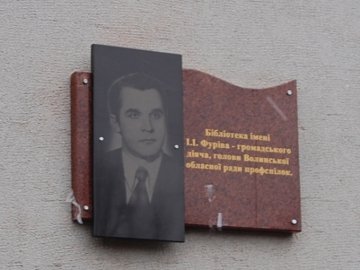 Бібліотека імені
І.І. Фуріва - громадського
діяча, голови Волинської
обласної ради профспілок.